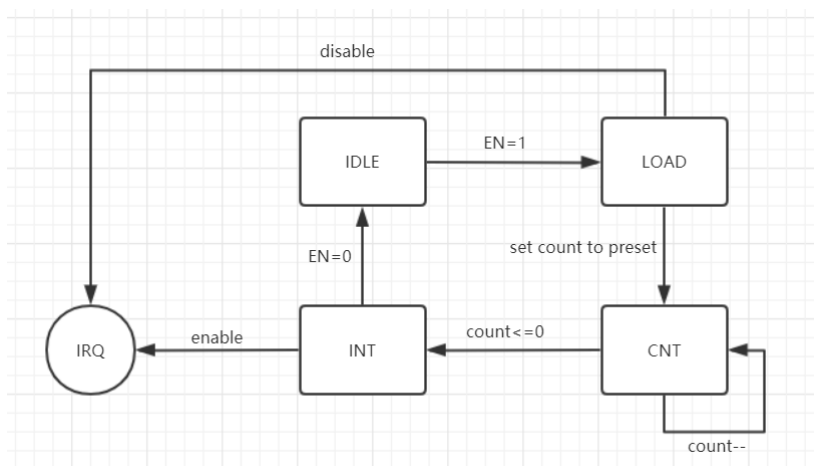 disable
IDLE
EN=1
LOAD
EN=0
set count to preset
IRQ
enable
INT
count<=0
CNT
count--